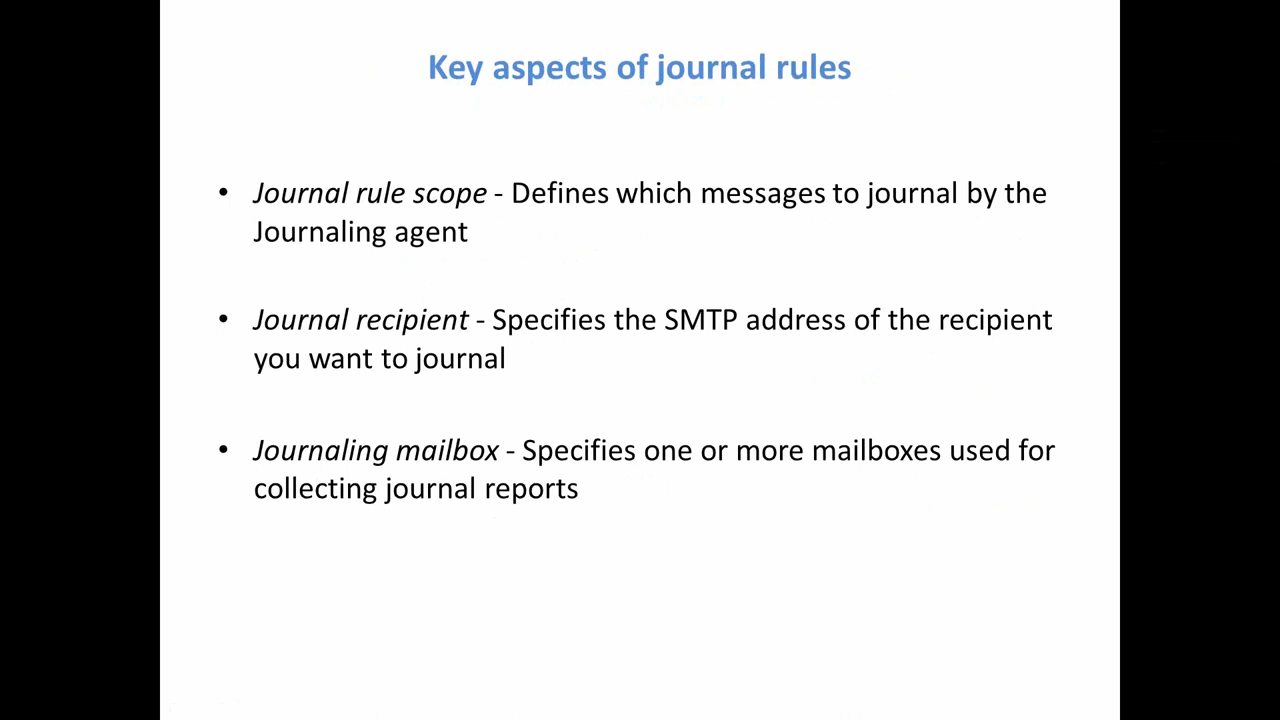 Key aspects of journal rules
• Journal rule scope - Defines which messages to journal by the
Journaling agent
• Journal recipient - Specifies the SMTP address of the recipient
you want to journal
• Journaling mailbox - Specifies one or more mailboxes used for
collecting journal reports